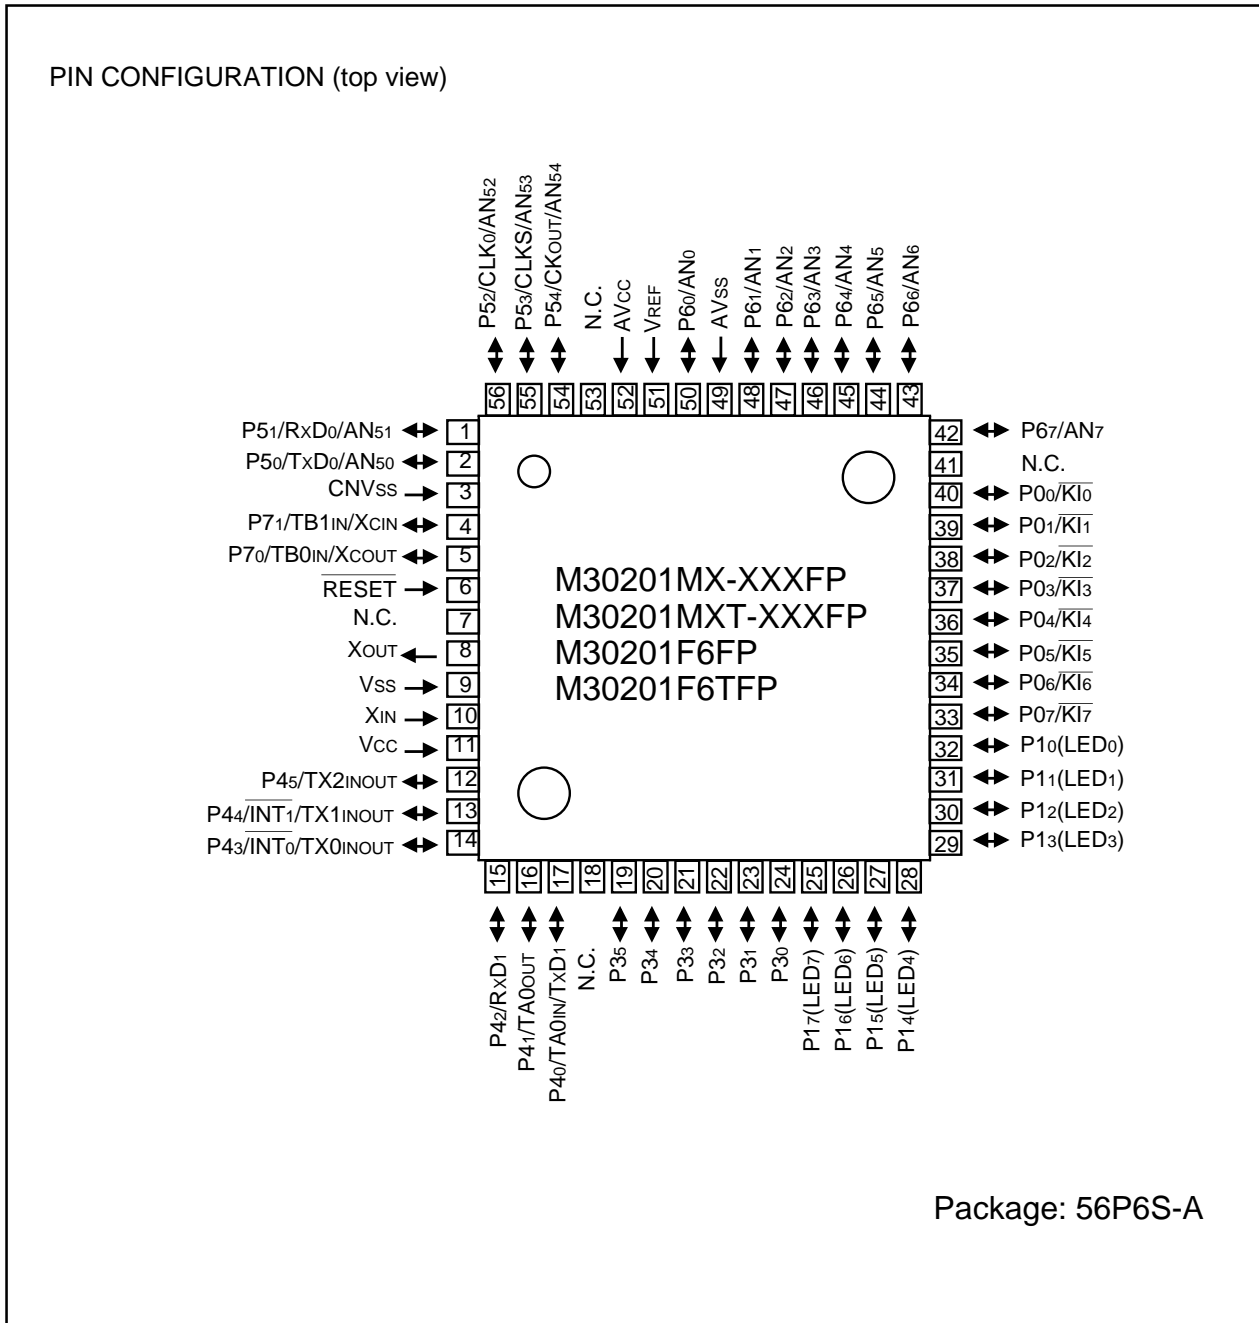 PIN CONFIGURATION (top view)
P52/CLK0/AN52
P53/CLKS/AN53
P54/CKOUT/AN54
N.C.
AVCC
VREF
P60/AN0
AVSS
P61/AN1
P62/AN2
P63/AN3
P64/AN4
P65/AN5
P66/AN6
56 55 54 53 52 51 50 49 48 47 46 45 44 43
P51/RXD0/AN51 1
P50/TXD0/AN50 2
CNVSS 3
P71/TB1IN/XCIN 4
P70/TB0IN/XCOUT 5
RESET 6
N.C. 7
XOUT 8
VSS 9
XIN 10
VCC 11
P45/TX2INOUT 12
P44/INT1/TX1INOUT 13
P43/INT0/TX0INOUT 14
M30201MX-XXXFP
M30201MXT-XXXFP
M30201F6FP
M30201F6TFP
42 P67/AN7
41 N.C.
40 P00/KI0
39 P01/KI1
38 P02/KI2
37 P03/KI3
36 P04/KI4
35 P05/KI5
34 P06/KI6
33 P07/KI7
32 P10(LED0)
31 P11(LED1)
30 P12(LED2)
29 P13(LED3)
15 16 17 18 19 20 21 22 23 24 25 26 27 28
P42/RXD1
P41/TA0OUT
P40/TA0IN/TXD1
N.C.
P35
P34
P33
P32
P31
P30
P17(LED7)
P16(LED6)
P15(LED5)
P14(LED4)
Package: 56P6S-A